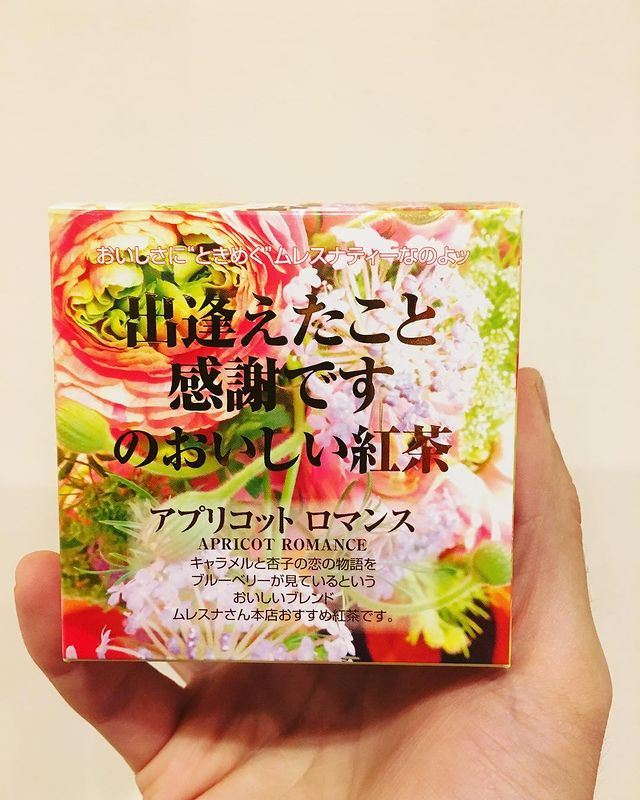 おいしさに“ときめく”ムレスナティーなのよッ
出逢えたこと
感謝です
のおいしい紅茶
アプリコット ロマンス
APRICOT ROMANCE
キャラメルと杏子の恋の物語を
ブルーベリーが見ているという
おいしいブレンド
ムレスナさん本店おすすめ紅茶です。